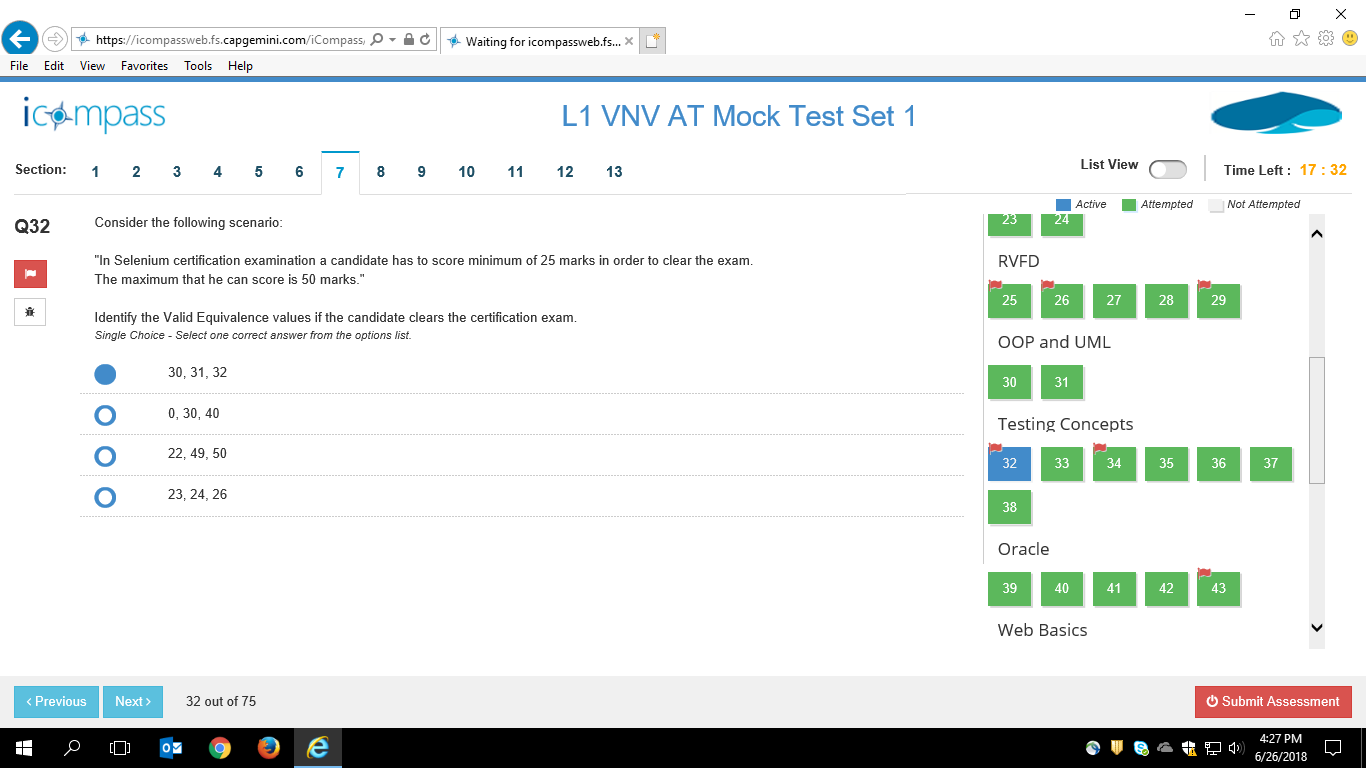 https://icompassweb.fs.capgemini.com/iCompass/
Waiting for icompassweb.fs...
File Edit View Favorites Tools Help
icompass
L1 VNV AT Mock Test Set 1
Section: 1 2 3 4 5 6 7 8 9 10 11 12 13
List View
Time Left : 17 : 32
Active Attempted Not Attempted
Q32
Consider the following scenario:
"In Selenium certification examination a candidate has to score minimum of 25 marks in order to clear the exam.
The maximum that he can score is 50 marks."
Identify the Valid Equivalence values if the candidate clears the certification exam.
Single Choice - Select one correct answer from the options list.
30, 31, 32
0, 30, 40
22, 49, 50
23, 24, 26
23 24
RVFD
25 26 27 28 29
OOP and UML
30 31
Testing Concepts
32 33 34 35 36 37
38
Oracle
39 40 41 42 43
Web Basics
‹ Previous
Next ›
32 out of 75
Submit Assessment
4:27 PM
6/26/2018